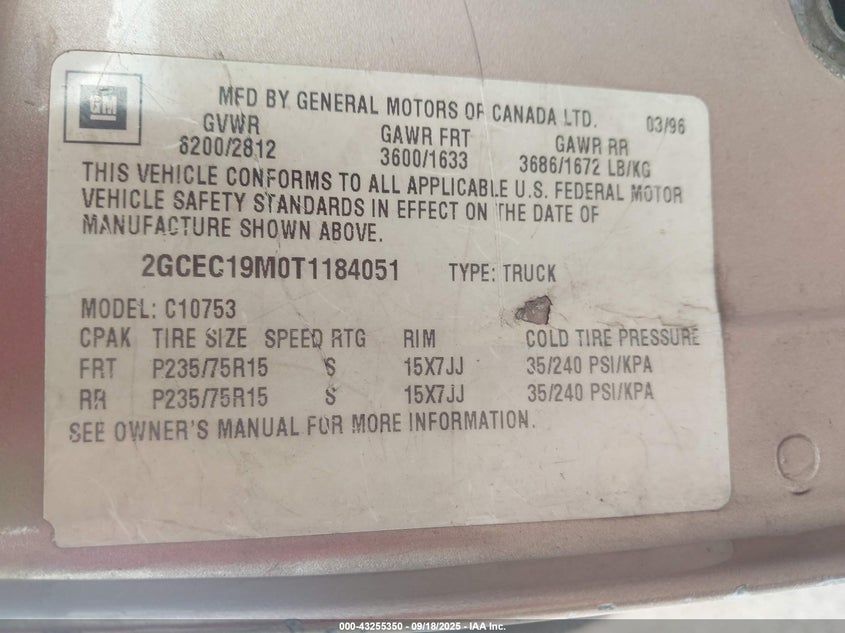 GM
MFD BY GENERAL MOTORS OF CANADA LTD. 03/96
GVWR GAWR FRT GAWR RR
6200/2812 3600/1633 3686/1672 LB/KG
THIS VEHICLE CONFORMS TO ALL APPLICABLE U.S. FEDERAL MOTOR
VEHICLE SAFETY STANDARDS IN EFFECT ON THE DATE OF
MANUFACTURE SHOWN ABOVE.
2GCEC19M0T1184051 TYPE: TRUCK
MODEL: C10753
CPAK TIRE SIZE SPEED RTG RIM COLD TIRE PRESSURE
FRT P235/75R15 S 15X7JJ 35/240 PSI/KPA
RR P235/75R15 S 15X7JJ 35/240 PSI/KPA
SEE OWNER'S MANUAL FOR MORE INFORMATION.
000-43255350 | 09/18/2025 - IAA Inc.